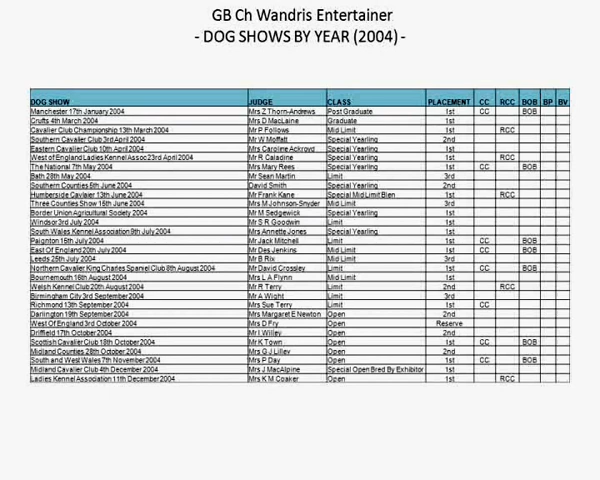 GB Ch Wandris Entertainer
- DOG SHOWS BY YEAR (2004) -
DOG SHOW JUDGE CLASS PLACEMENT CC RCC BOB BP BV
Manchester 17th January 2004 Mrs Z Thorn-Andrews Post Graduate 1st CC BOB
Crufts 4th March 2004 Mrs D MacLaine Graduate 1st
Cavalier Club Championship 13th March 2004 Mr P Follows Mid Limit 1st RCC
Southern Cavalier Club 3rd April 2004 Mr W Moffatt Special Yearling 2nd
Eastern Cavalier Club 10th April 2004 Mrs Caroline Ackroyd Special Yearling 1st
West of England Ladies Kennel Assoc 23rd April 2004 Mr R Caladine Special Yearling 1st RCC
The National 7th May 2004 Mrs Mary Rees Special Yearling 1st CC BOB
Bath 28th May 2004 Mr Sean Martin Limit 3rd
Southern Counties 5th June 2004 David Smith Special Yearling 2nd
Humberside Cavlaier 13th June 2004 Mr Frank Kane Special Mid Limit Blen 1st RCC
Three Counties Show 15th June 2004 Mrs M Johnson-Snyder Mid Limit 3rd
Border Union Agricultural Society 2004 Mr M Sedgewick Special Yearling 1st
Windsor 3rd July 2004 Mr S R Goodwin Limit 1st
South Wales Kennel Association 9th July 2004 Mrs Annette Jones Special Yearling 1st
Paignton 15th July 2004 Mr Jack Mitchell Limit 1st CC BOB
East Of England 20th July 2004 Mr Des Jenkins Mid Limit 1st CC BOB
Leeds 25th July 2004 Mr B Rix Mid Limit 3rd
Northern Cavalier King Charles Spaniel Club 8th August 2004 Mr David Crossley Limit 1st CC BOB
Bournemouth 16th August 2004 Mrs L A Flynn Mid Limit 1st
Welsh Kennel Club 20th August 2004 Mr R Terry Limit 2nd RCC
Birmingham City 3rd September 2004 Mr A Wight Limit 3rd
Richmond 13th September 2004 Mrs Sue Terry Limit 1st CC
Darlington 19th September 2004 Mrs Margaret E Newton Open 2nd
West Of England 3rd October 2004 Mrs D Fry Open Reserve
Driffield 17th October 2004 Mr I Willey Open 2nd
Scottish Cavalier Club 18th October 2004 Mr K Town Open 1st CC BOB
Midland Counties 28th October 2004 Mrs G J Lilley Open 2nd
South and West Wales 7th November 2004 Mrs P Day Open 1st CC BOB
Midland Cavalier Club 4th December 2004 Mrs J MacAlpine Special Open Bred By Exhibitor 1st
Ladies Kennel Association 11th December 2004 Mrs K M Coaker Open 1st RCC